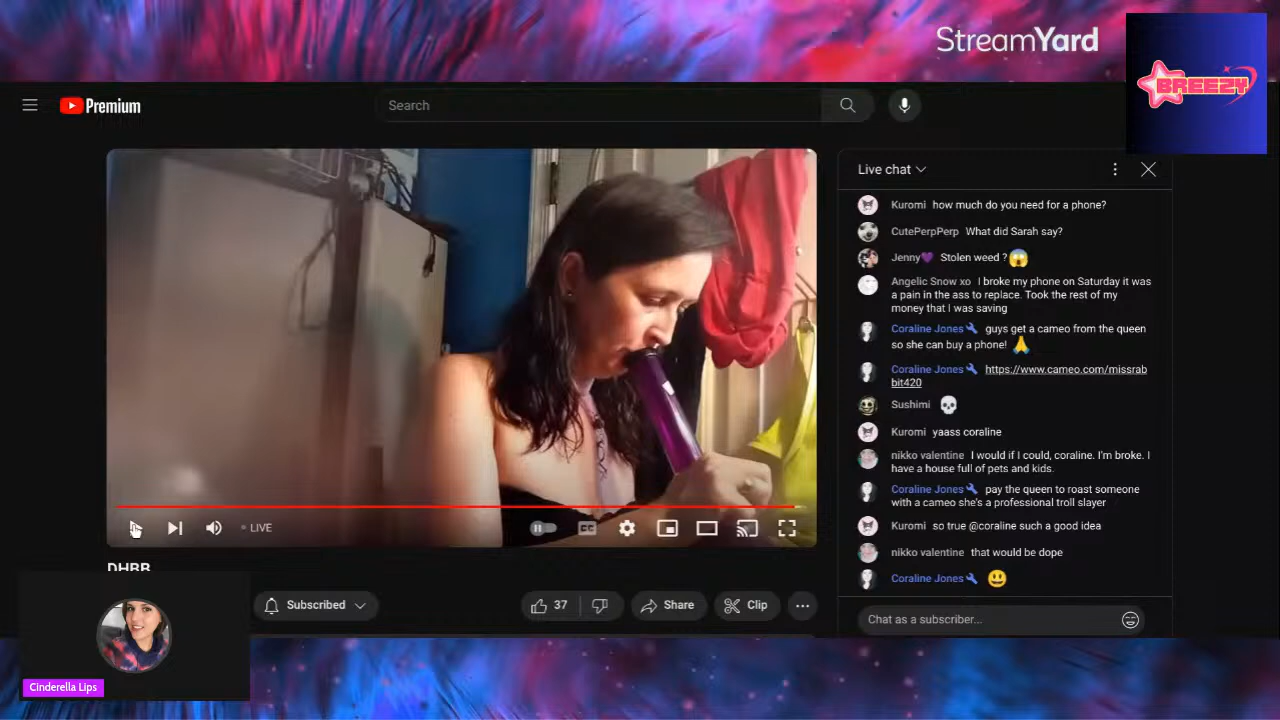 StreamYard
BREEZY
Premium
Search
Live chat
Kuromi how much do you need for a phone?
CutePerpPerp What did Sarah say?
Jenny💜 Stolen weed ?😱
Angelic Snow xo I broke my phone on Saturday it was
a pain in the ass to replace. Took the rest of my
money that I was saving
Coraline Jones guys get a cameo from the queen
so she can buy a phone! 🙏
Coraline Jones https://www.cameo.com/missrab
bit420
Sushimi 💀
Kuromi yaass coraline
nikko valentine I would if I could, coraline. I'm broke. I
have a house full of pets and kids.
Coraline Jones pay the queen to roast someone
with a cameo she's a professional troll slayer
Kuromi so true @coraline such a good idea
nikko valentine that would be dope
Coraline Jones 😃
Chat as a subscriber...
LIVE
CC
DHBB
Subscribed
37
Share
Clip
Cinderella Lips